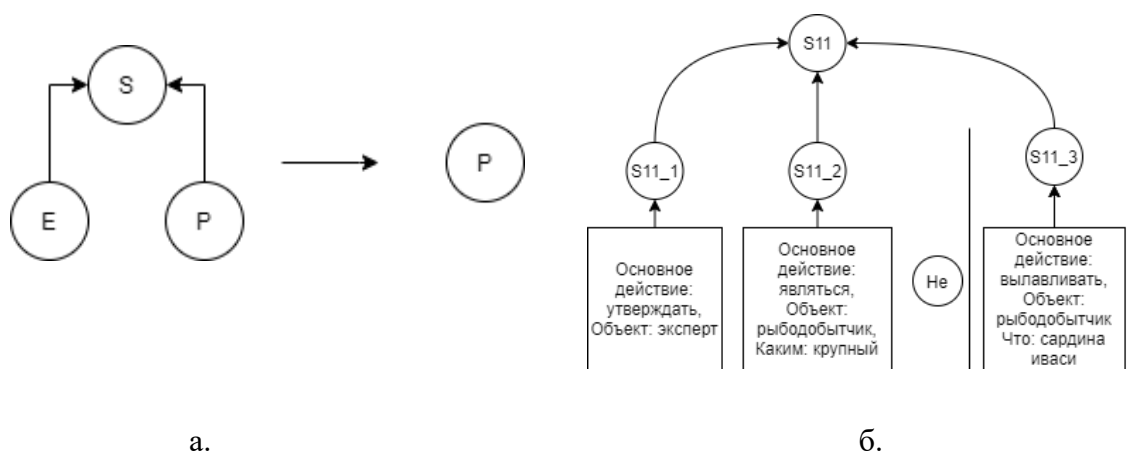 S
E
P
P
а.
S11
S11_1
S11_2
S11_3
Основное
действие:
утверждать,
Объект: эксперт
Основное
действие:
являться,
Объект:
рыбодобытчик,
Каким: крупный
Не
Основное
действие:
вылавливать,
Объект:
рыбодобытчик
Что: сардина
иваси
б.